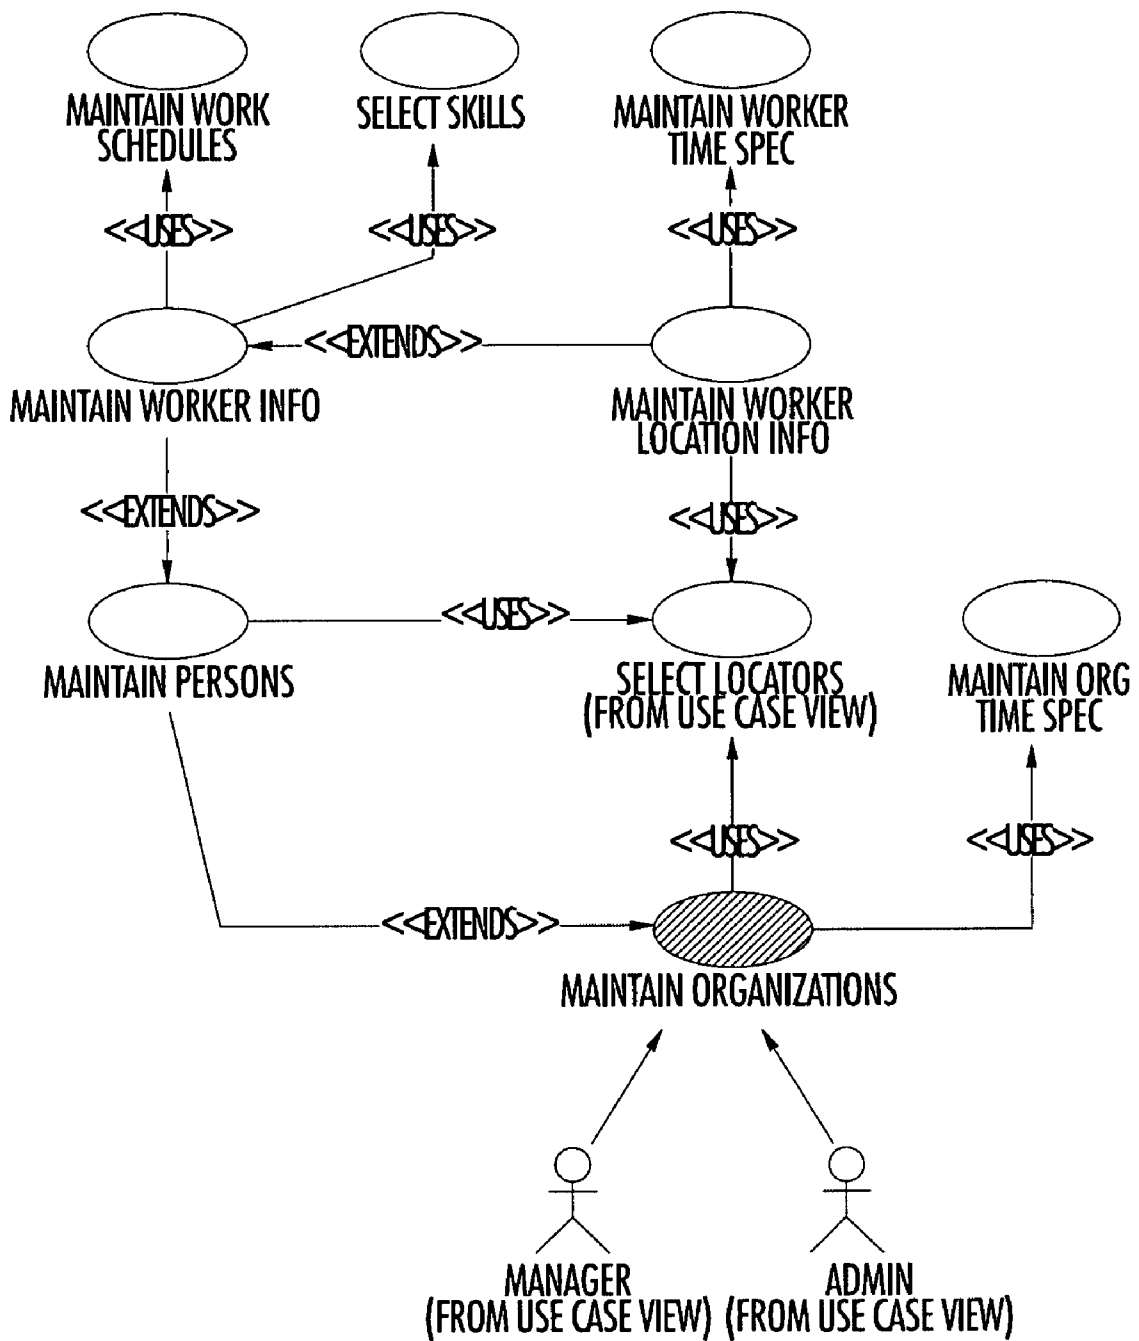 MAINTAIN WORK
SCHEDULES
SELECT SKILLS
MAINTAIN WORKER
TIME SPEC
<<USES>>
<<USES>>
<<USES>>
<<EXTENDS>>
MAINTAIN WORKER INFO
MAINTAIN WORKER
LOCATION INFO
<<EXTENDS>>
<<USES>>
<<USES>>
MAINTAIN PERSONS
SELECT LOCATORS
(FROM USE CASE VIEW)
MAINTAIN ORG
TIME SPEC
<<USES>>
<<USES>>
<<EXTENDS>>
MAINTAIN ORGANIZATIONS
MANAGER
(FROM USE CASE VIEW)
ADMIN
(FROM USE CASE VIEW)